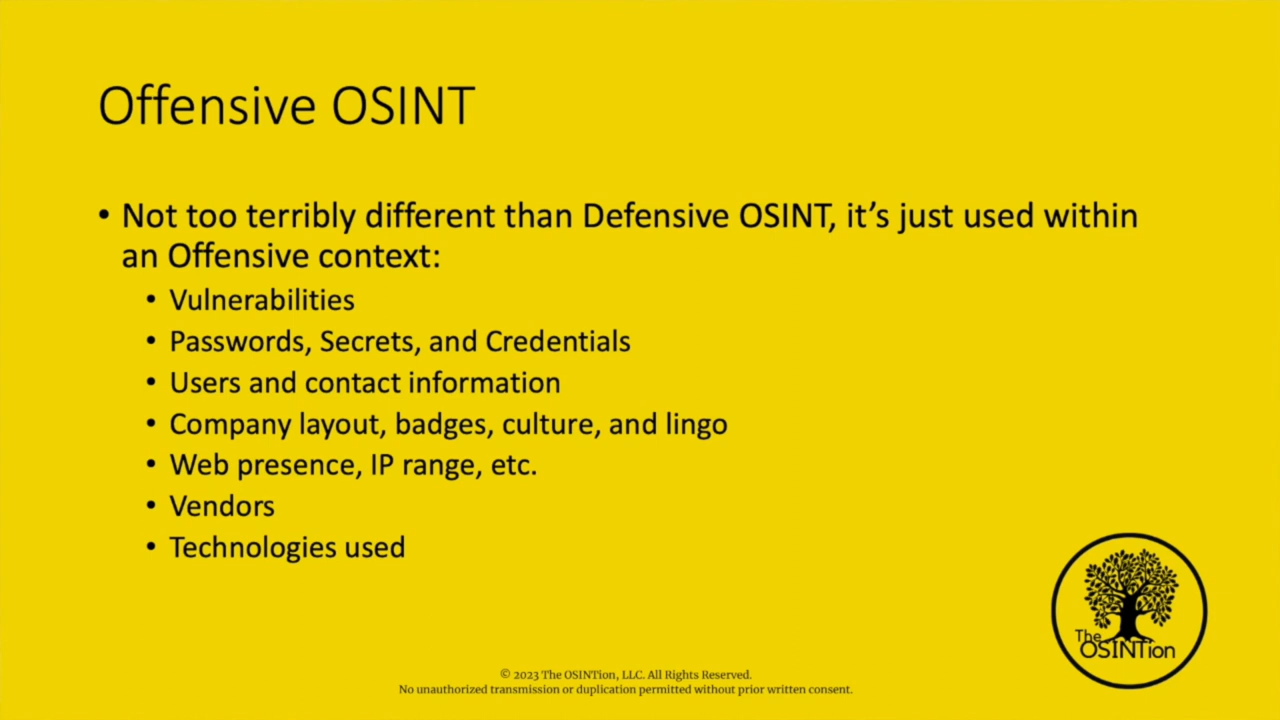 Offensive OSINT
• Not too terribly different than Defensive OSINT, it's just used within
an Offensive context:
• Vulnerabilities
• Passwords, Secrets, and Credentials
• Users and contact information
• Company layout, badges, culture, and lingo
• Web presence, IP range, etc.
• Vendors
• Technologies used
The
OSINTion
© 2023 The OSINTion, LLC. All Rights Reserved.
No unauthorized transmission or duplication permitted without prior written consent.